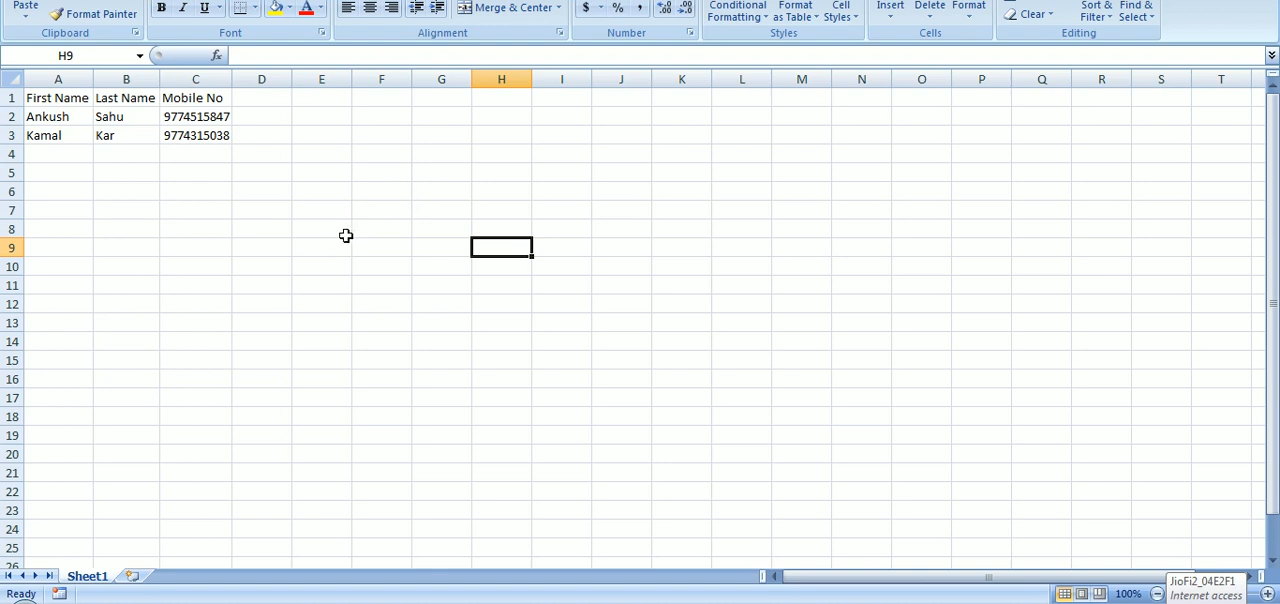 Paste
Format Painter
Clipboard
B I U A
Font
Merge & Center
Alignment
$ % ,
Number
Conditional Formatting
Format as Table
Cell Styles
Styles
Insert
Delete
Format
Cells
Clear
Sort & Filter
Find & Select
Editing
H9
fx
A B C D E F G H I J K L M N O P Q R S T
1 First Name Last Name Mobile No
2 Ankush Sahu 9774515847
3 Kamal Kar 9774315038
4
5
6
7
8
9
10
11
12
13
14
15
16
17
18
19
20
21
22
23
24
25
26
Sheet1
Ready
100%
JioFi2_04E2F1
Internet access